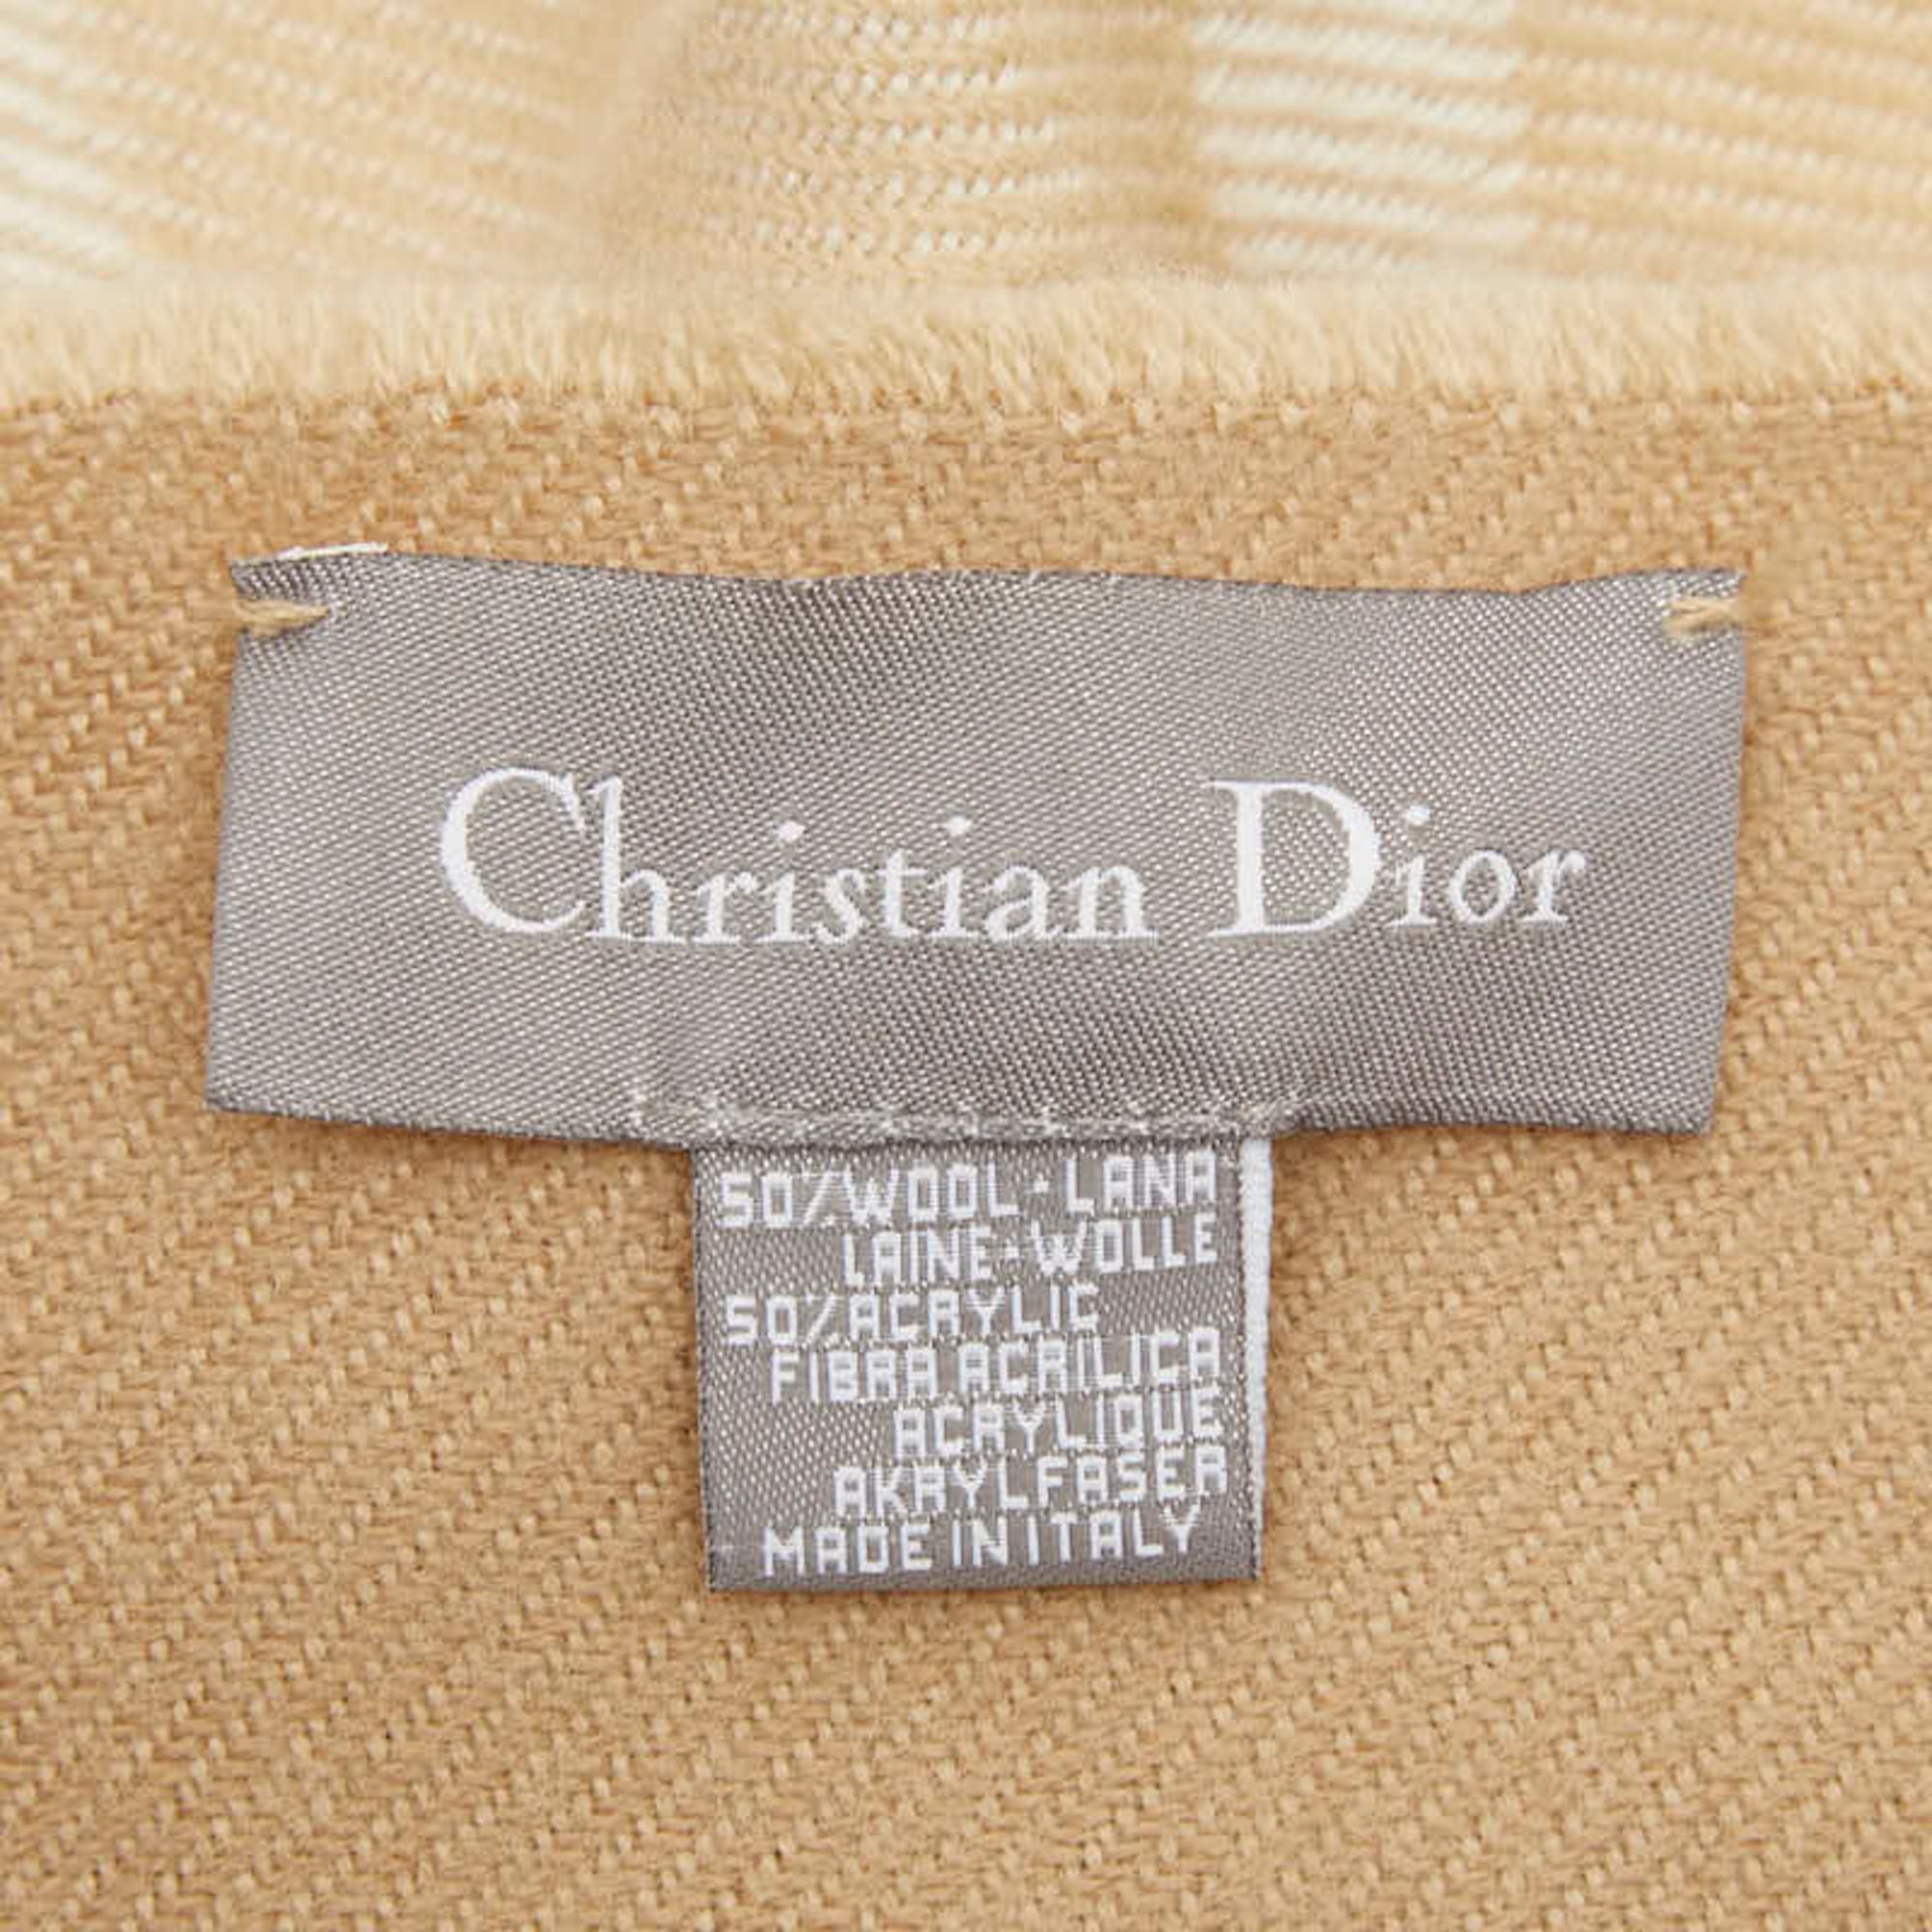 Christian Dior
50%WOOL·LANA
LAINE·WOLLE
50%ACRYLIC
FIBRA ACRILICA
ACRYLIQUE
AKRYLFASER
MADE IN ITALY